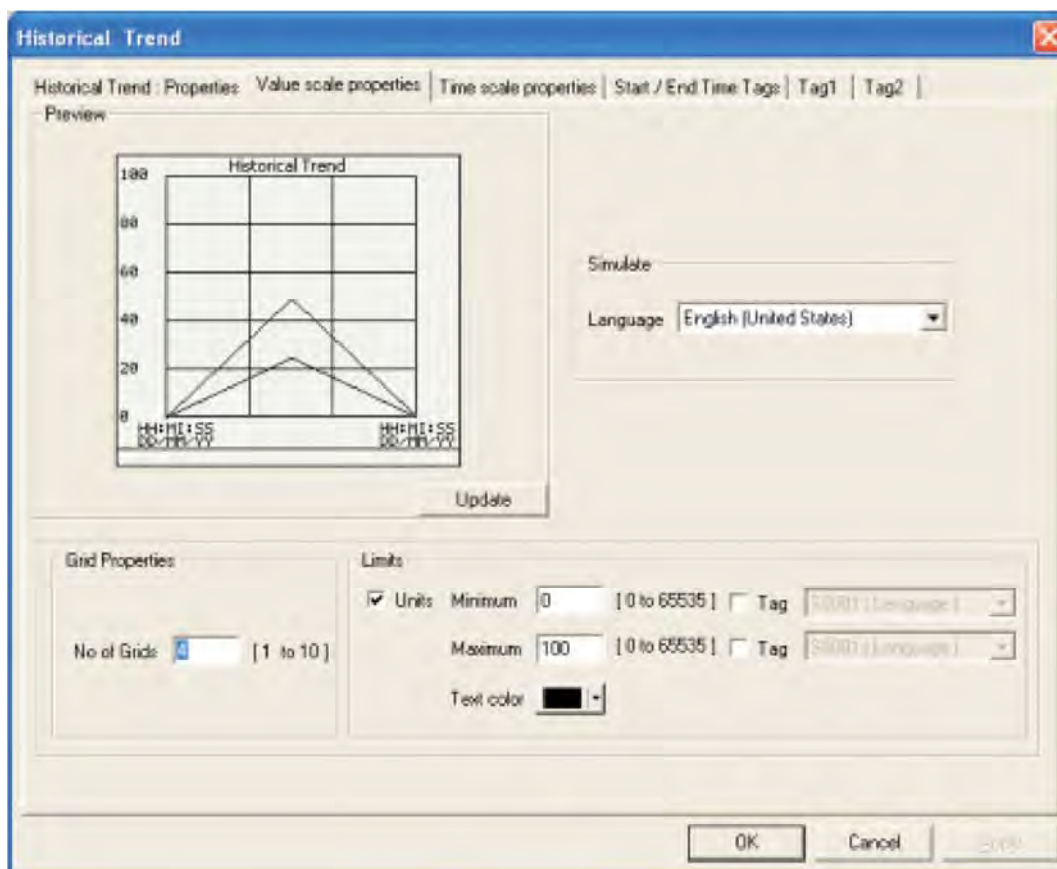 Historical Trend
Historical Trend : Properties Value scale properties Time scale properties Start / End Time Tags Tag1 Tag2
Preview
Historical Trend
100
80
60
40
20
0
HH:MI:SS HH:MI:SS
DD/MM/YY DD/MM/YY
Update
Simulate
Language English (United States)
Grid Properties
No of Grids 4 [ 1 to 10 ]
Limits
Units Minimum 0 [ 0 to 65535 ] Tag
Maximum 100 [ 0 to 65535 ] Tag
Text color
OK Cancel Apply